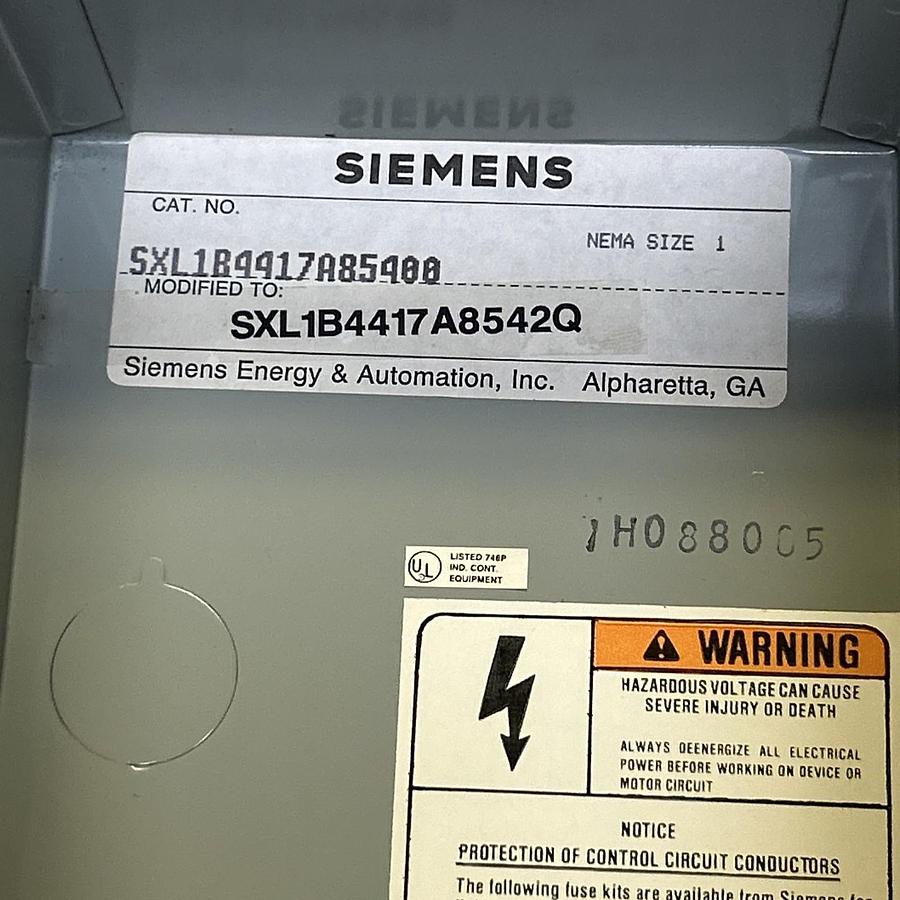 SIEMENS
CAT. NO.
NEMA SIZE 1
SXL1B4417A85400
MODIFIED TO:
SXL1B4417A8542Q
Siemens Energy & Automation, Inc. Alpharetta, GA
1H088005
UL
LISTED 746P
IND. CONT.
EQUIPMENT
WARNING
HAZARDOUS VOLTAGE CAN CAUSE
SEVERE INJURY OR DEATH
ALWAYS DEENERGIZE ALL ELECTRICAL
POWER BEFORE WORKING ON DEVICE OR
MOTOR CIRCUIT
NOTICE
PROTECTION OF CONTROL CIRCUIT CONDUCTORS
The following fuse kits are available from Siemens for